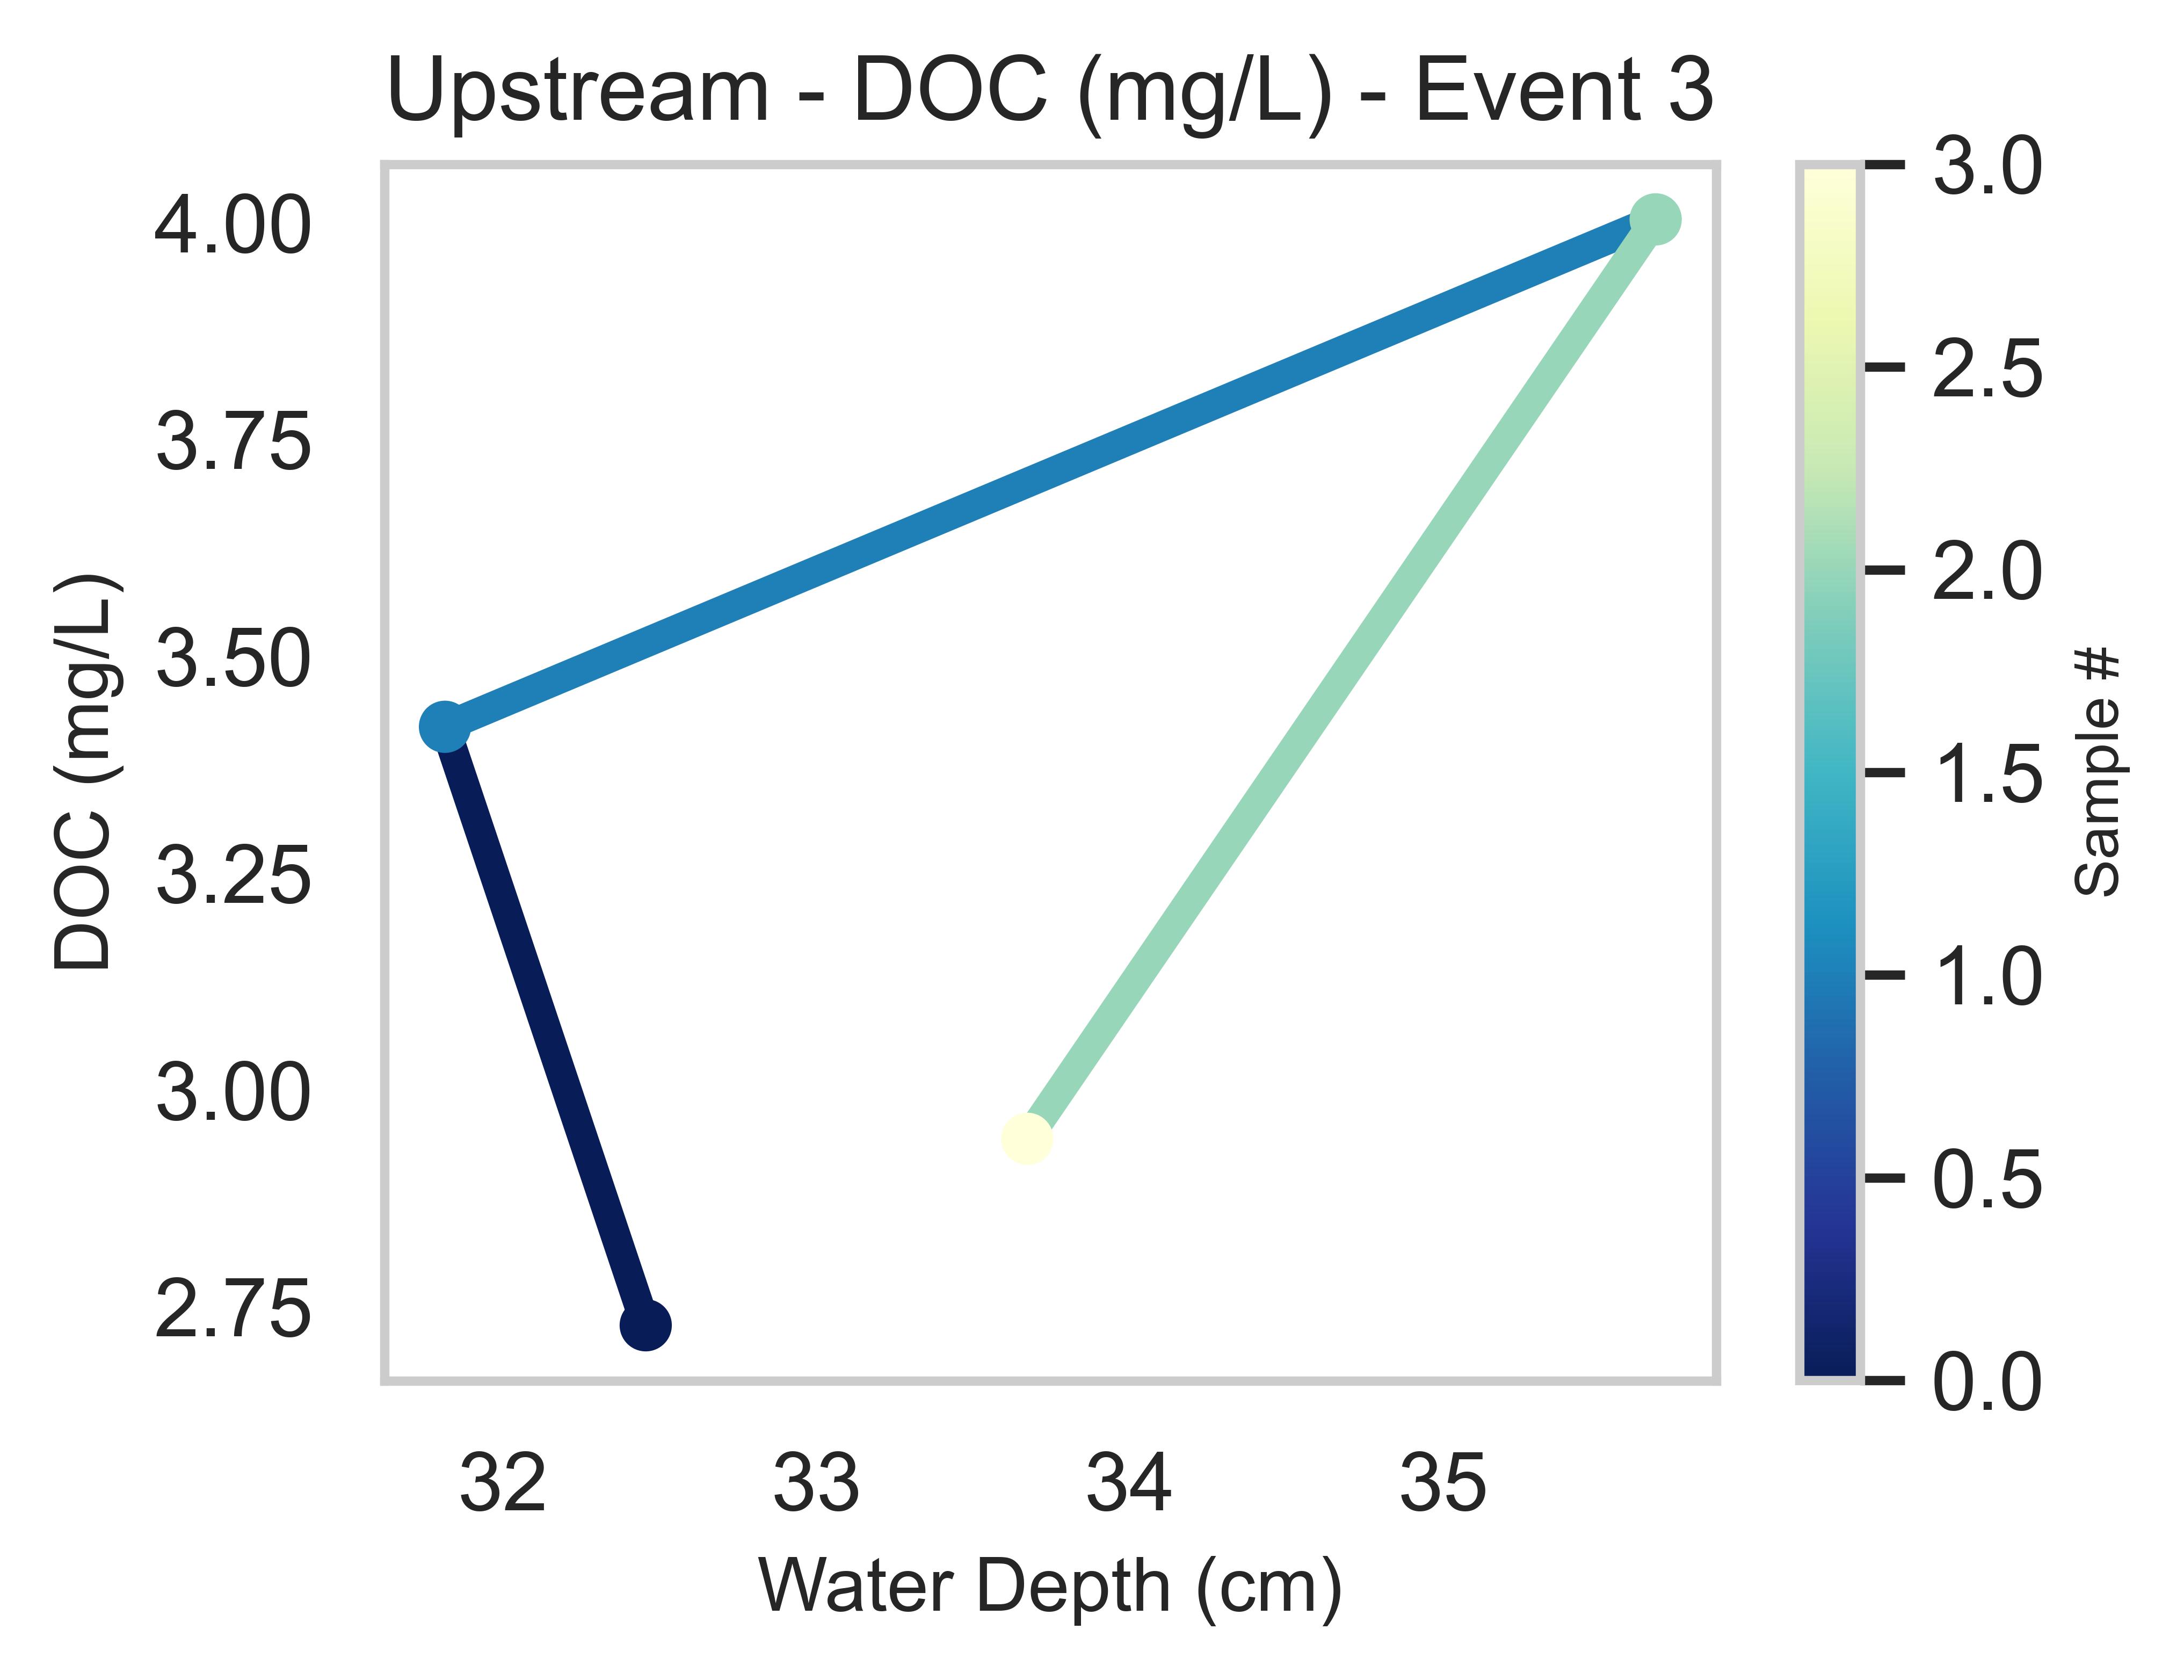 Upstream - DOC (mg/L) - Event 3
DOC (mg/L)
4.00
3.75
3.50
3.25
3.00
2.75
32 33 34 35
Water Depth (cm)
3.0
2.5
2.0
1.5
1.0
0.5
0.0
Sample #